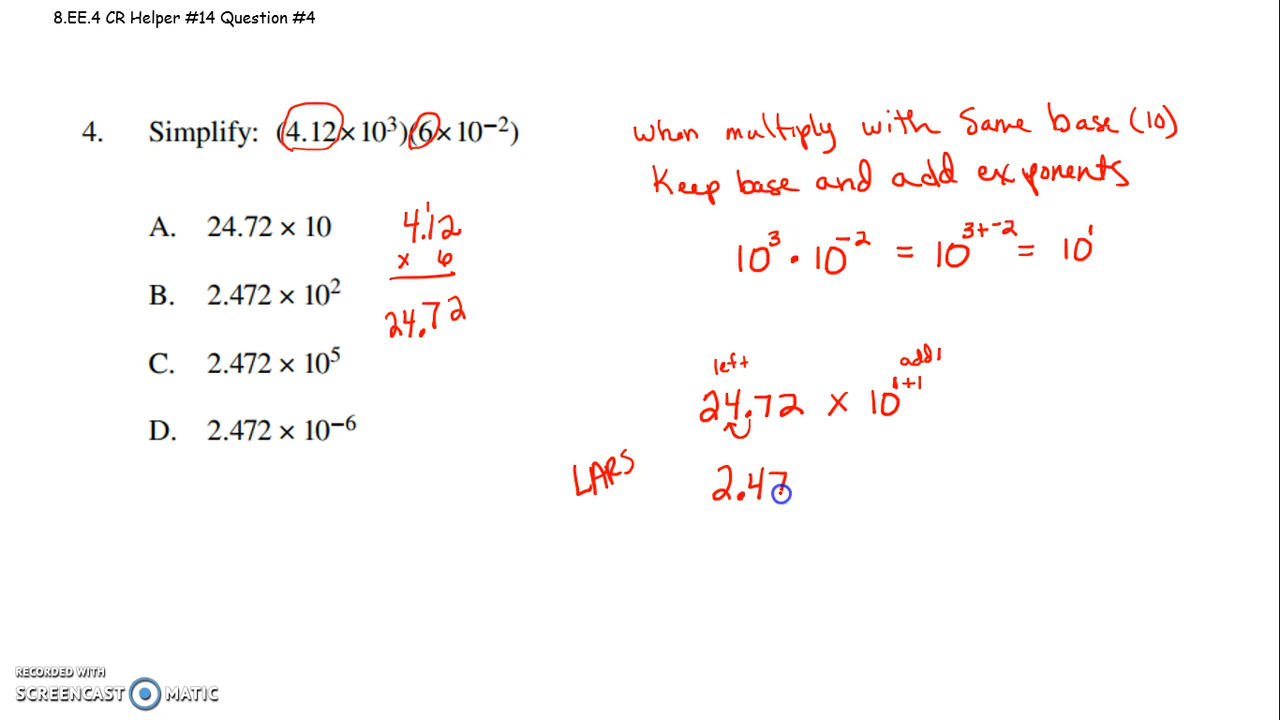 8.EE.4 CR Helper #14 Question #4
4. Simplify: (4.12 × 10³)(6 × 10⁻²)
when multiply with Same base (10)
Keep base and add exponents
A. 24.72 × 10
B. 2.472 × 10²
C. 2.472 × 10⁵
D. 2.472 × 10⁻⁶
1
4.12
x 6
24.72
10³ · 10⁻² = 10³⁺⁻² = 10¹
left add 1
24.72 x 10¹⁺¹
LARS 2.47
RECORDED WITH
SCREENCAST MATIC